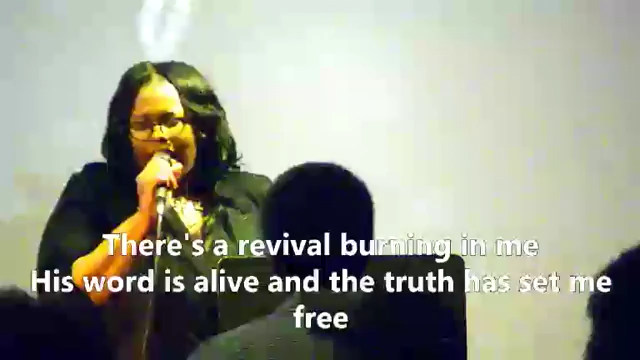 There's a revival burning in me
His word is alive and the truth has set me
free